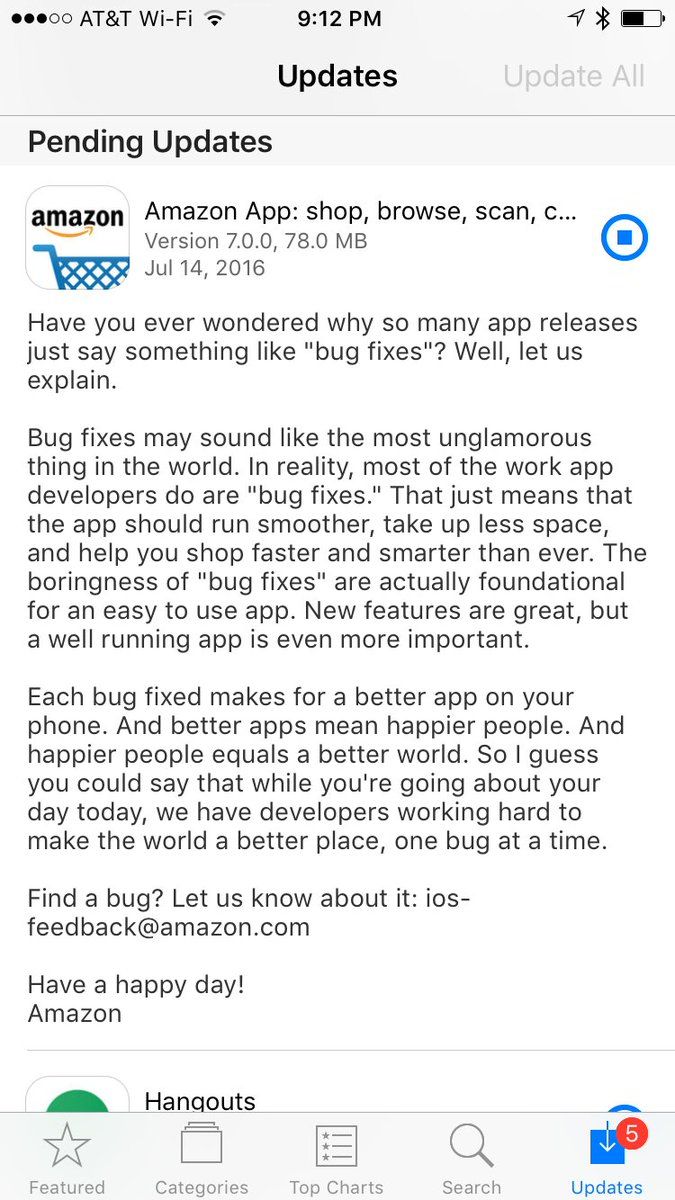 AT&T Wi-Fi
9:12 PM
Updates
Update All
Pending Updates
amazon
Amazon App: shop, browse, scan, c...
Version 7.0.0, 78.0 MB
Jul 14, 2016
Have you ever wondered why so many app releases
just say something like "bug fixes"? Well, let us
explain.
Bug fixes may sound like the most unglamorous
thing in the world. In reality, most of the work app
developers do are "bug fixes." That just means that
the app should run smoother, take up less space,
and help you shop faster and smarter than ever. The
boringness of "bug fixes" are actually foundational
for an easy to use app. New features are great, but
a well running app is even more important.
Each bug fixed makes for a better app on your
phone. And better apps mean happier people. And
happier people equals a better world. So I guess
you could say that while you're going about your
day today, we have developers working hard to
make the world a better place, one bug at a time.
Find a bug? Let us know about it: ios-
feedback@amazon.com
Have a happy day!
Amazon
Hangouts
5
Featured
Categories
Top Charts
Search
Updates